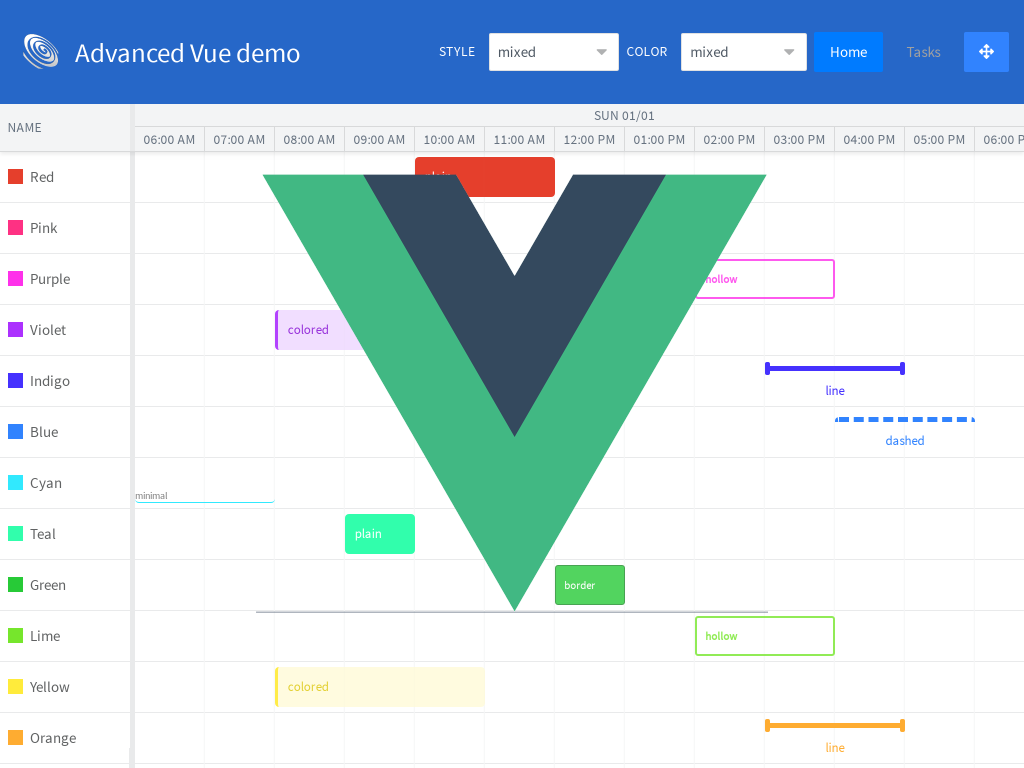 Advanced Vue demo
STYLE mixed COLOR mixed Home Tasks
NAME
SUN 01/01
06:00 AM 07:00 AM 08:00 AM 09:00 AM 10:00 AM 11:00 AM 12:00 PM 01:00 PM 02:00 PM 03:00 PM 04:00 PM 05:00 PM 06:00 P
Red
Pink
Purple hollow
Violet colored
Indigo line
Blue dashed
Cyan minimal
Teal plain
Green border
Lime hollow
Yellow colored
Orange line